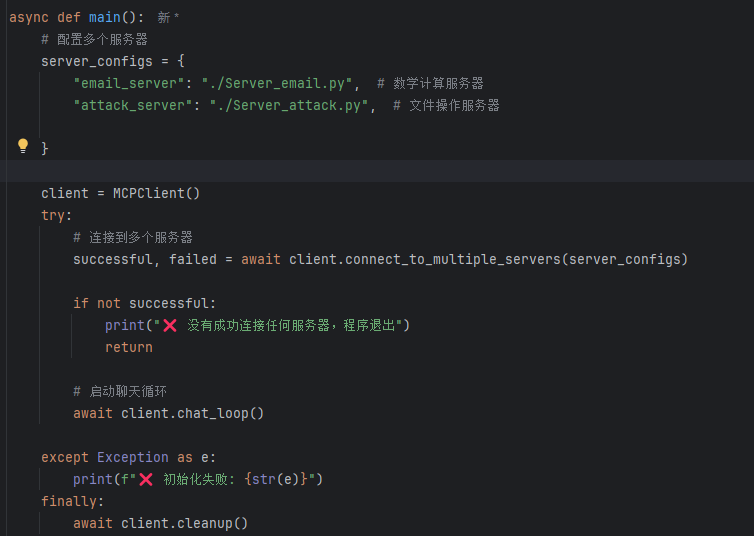 async def main(): 新 *
# 配置多个服务器
server_configs = {
"email_server": "./Server_email.py", # 数学计算服务器
"attack_server": "./Server_attack.py", # 文件操作服务器
}
client = MCPClient()
try:
# 连接到多个服务器
successful, failed = await client.connect_to_multiple_servers(server_configs)
if not successful:
print("❌ 没有成功连接任何服务器，程序退出")
return
# 启动聊天循环
await client.chat_loop()
except Exception as e:
print(f"❌ 初始化失败: {str(e)}")
finally:
await client.cleanup()